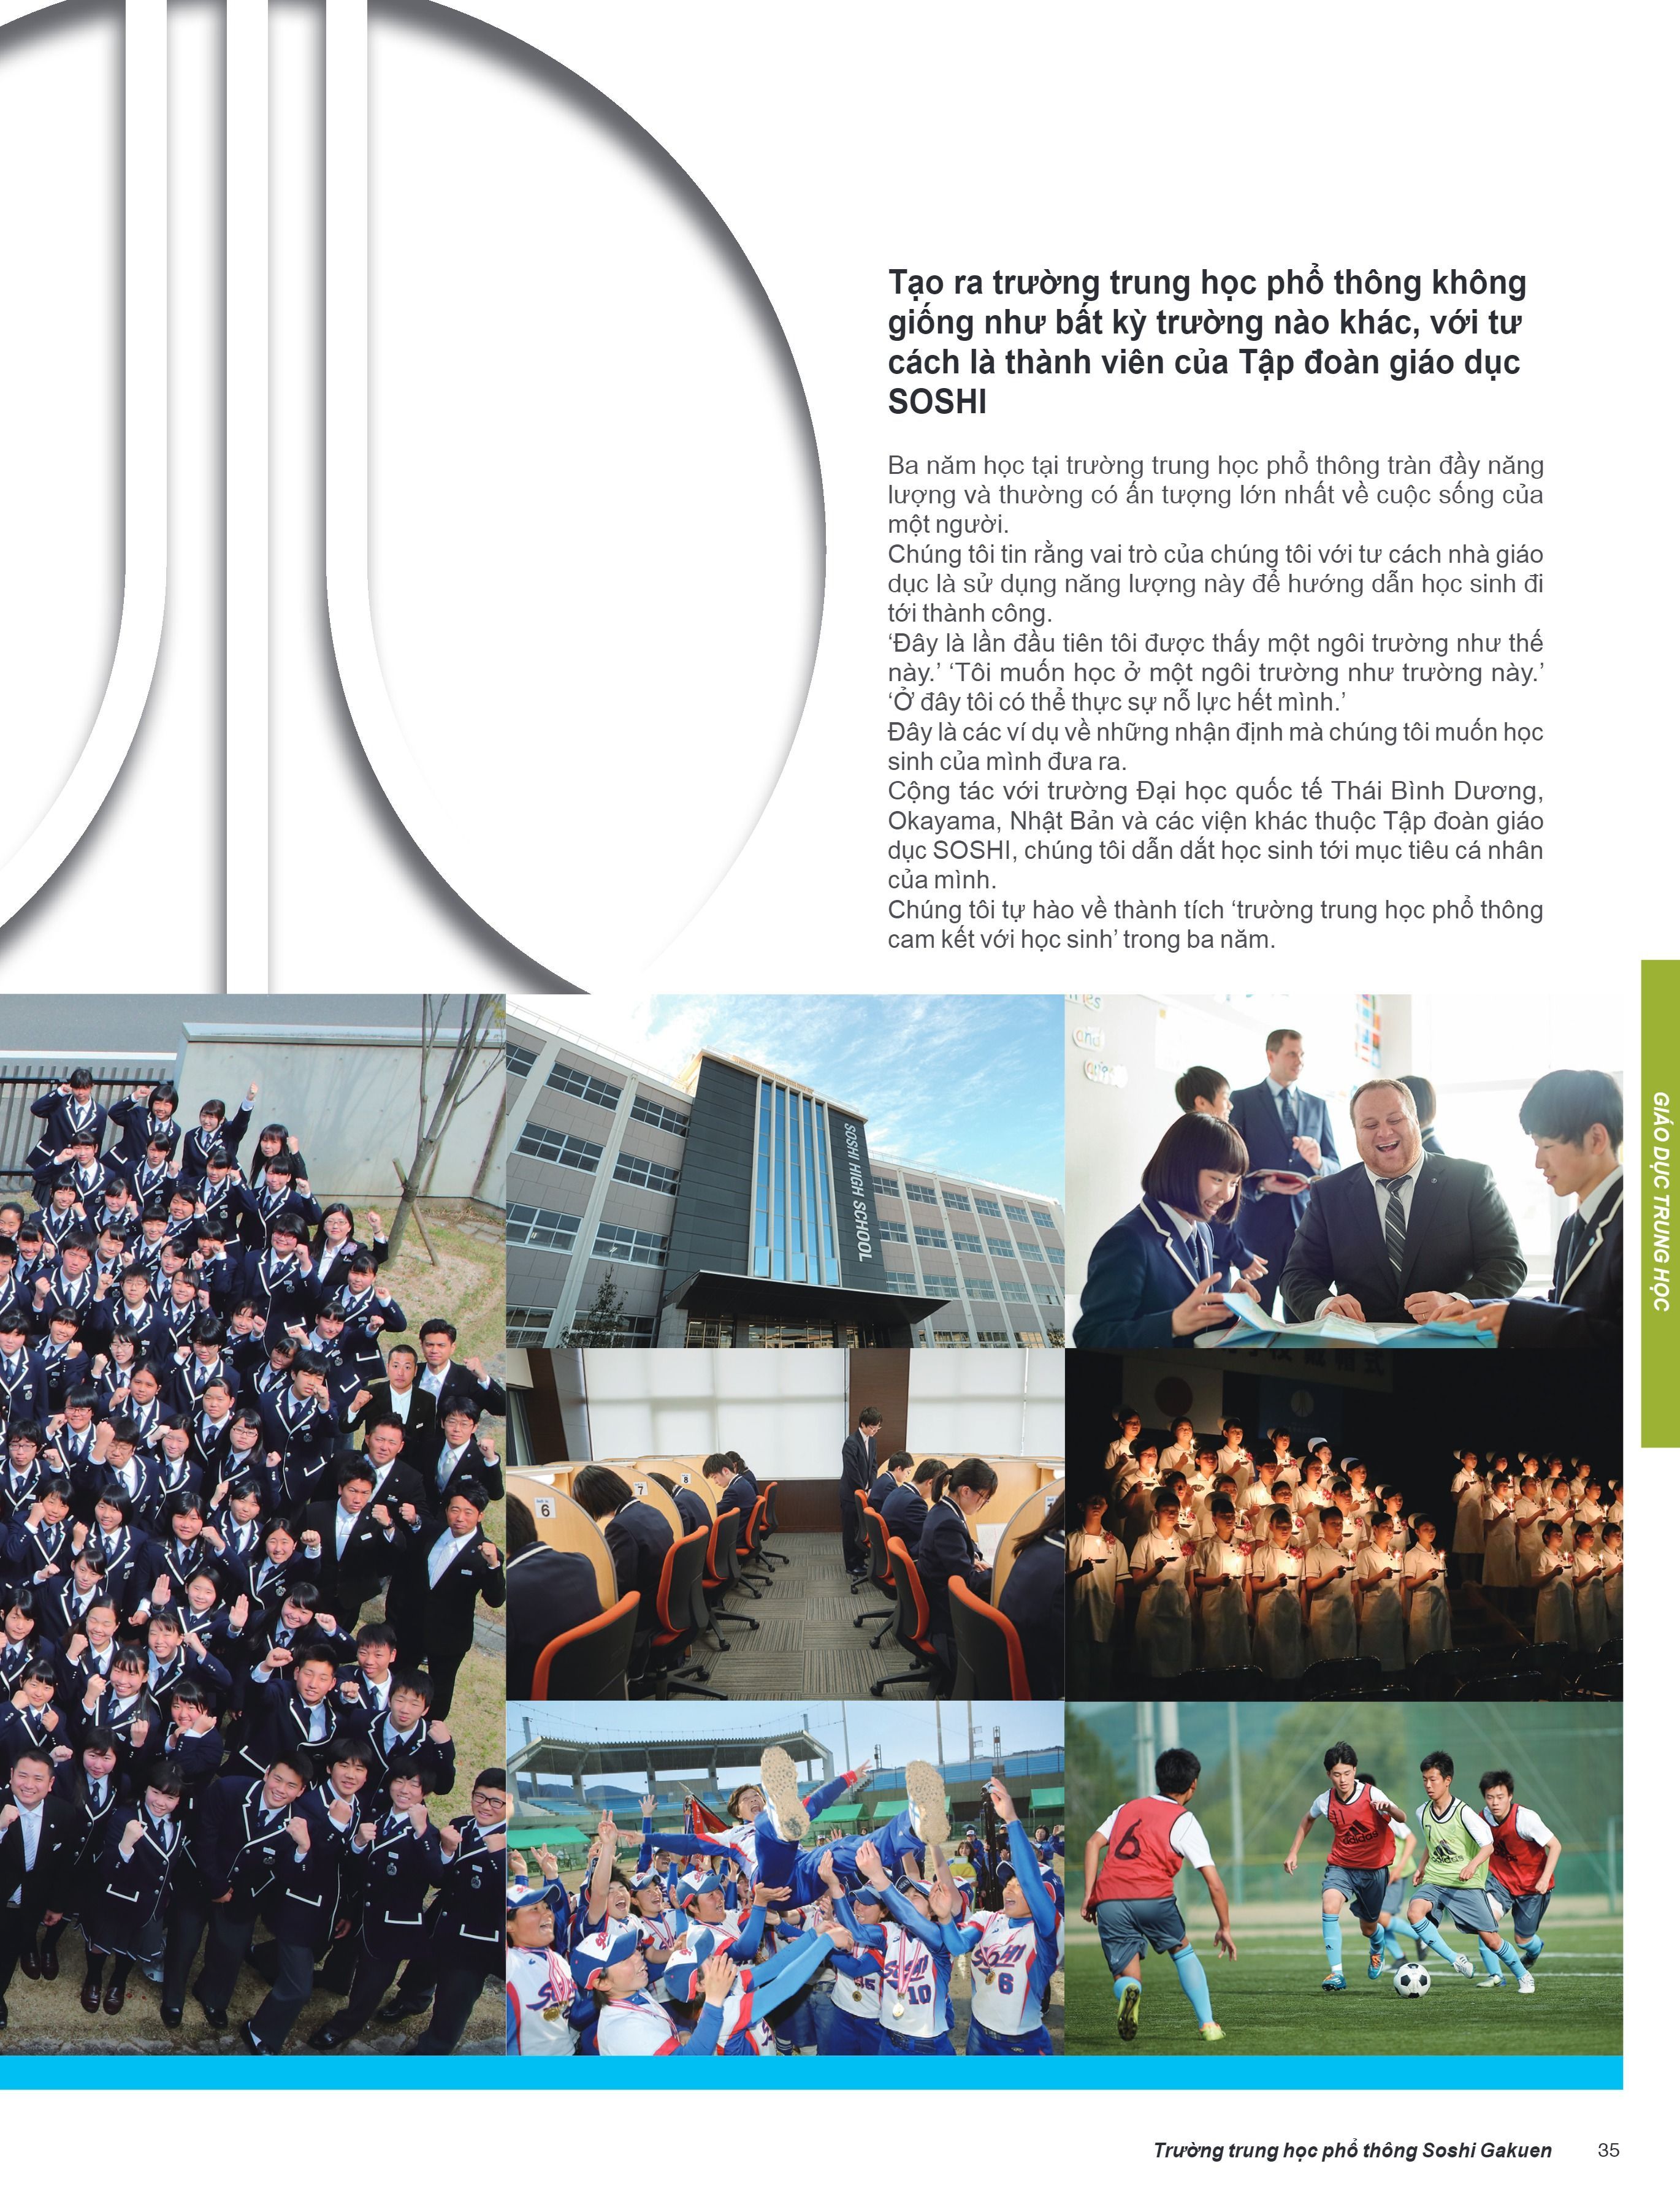 Tạo ra trường trung học phổ thông không
giống như bất kỳ trường nào khác, với tư
cách là thành viên của Tập đoàn giáo dục
SOSHI
Ba năm học tại trường trung học phổ thông tràn đầy năng
lượng và thường có ấn tượng lớn nhất về cuộc sống của
một người.
Chúng tôi tin rằng vai trò của chúng tôi với tư cách nhà giáo
dục là sử dụng năng lượng này để hướng dẫn học sinh đi
tới thành công.
‘Đây là lần đầu tiên tôi được thấy một ngôi trường như thế
này.’ ‘Tôi muốn học ở một ngôi trường như trường này.’
‘Ở đây tôi có thể thực sự nỗ lực hết mình.’
Đây là các ví dụ về những nhận định mà chúng tôi muốn học
sinh của mình đưa ra.
Cộng tác với trường Đại học quốc tế Thái Bình Dương,
Okayama, Nhật Bản và các viện khác thuộc Tập đoàn giáo
dục SOSHI, chúng tôi dẫn dắt học sinh tới mục tiêu cá nhân
của mình.
Chúng tôi tự hào về thành tích ‘trường trung học phổ thông
cam kết với học sinh’ trong ba năm.
GIÁO DỤC TRUNG HỌC
SOSHI HIGH SCHOOL
and
6
7
8
SOSHI
10
6
6
adidas
adidas
Trường trung học phổ thông Soshi Gakuen
35